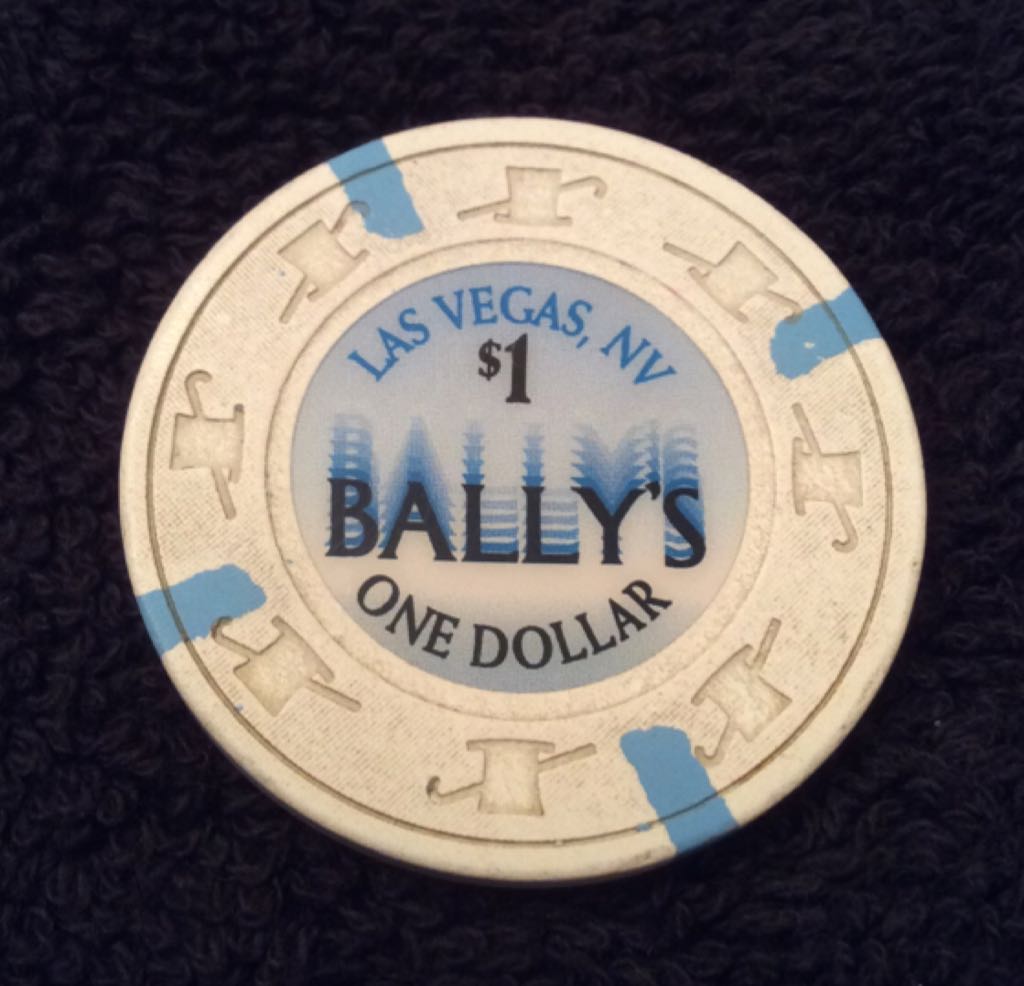 LAS VEGAS, NV
$1
BALLY'S
ONE DOLLAR